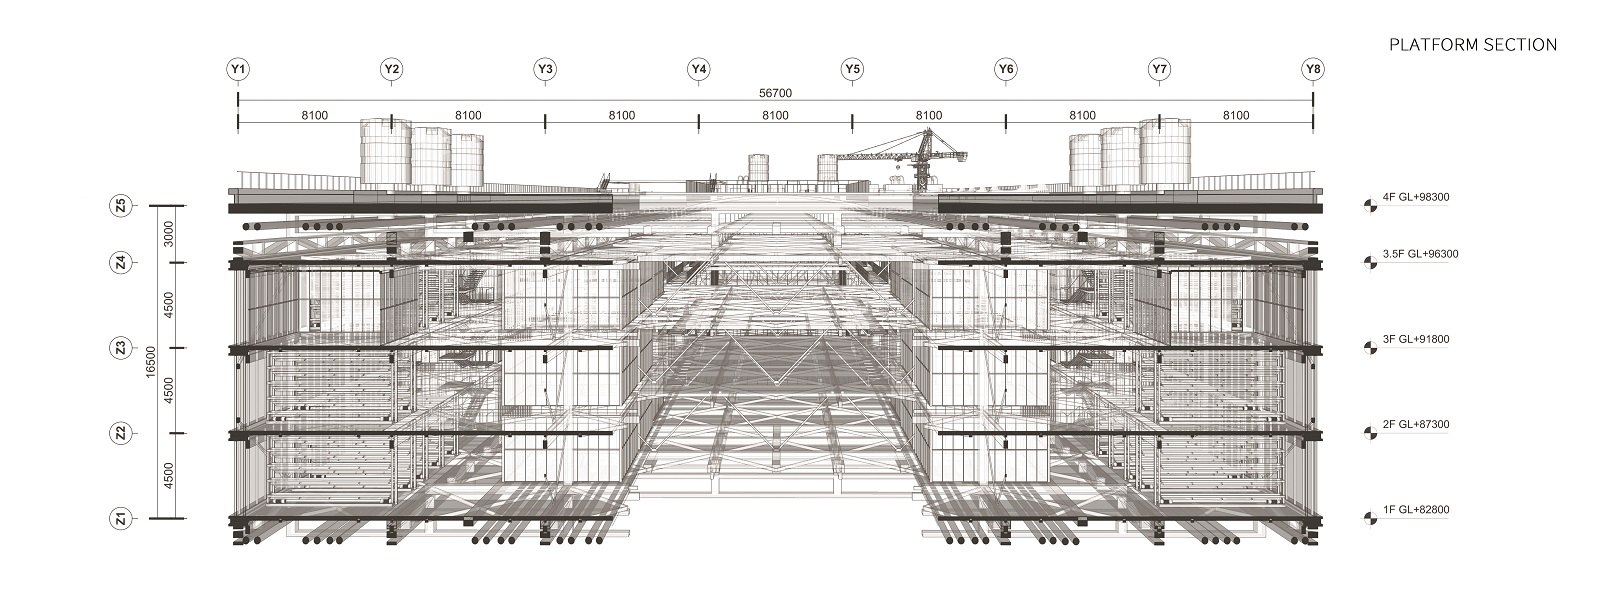 PLATFORM SECTION
Y1 Y2 Y3 Y4 Y5 Y6 Y7 Y8
56700
8100 8100 8100 8100 8100 8100 8100
Z5 4F GL+98300
3000
Z4 3.5F GL+96300
4500
Z3 3F GL+91800
16500
4500
Z2 2F GL+87300
4500
Z1 1F GL+82800